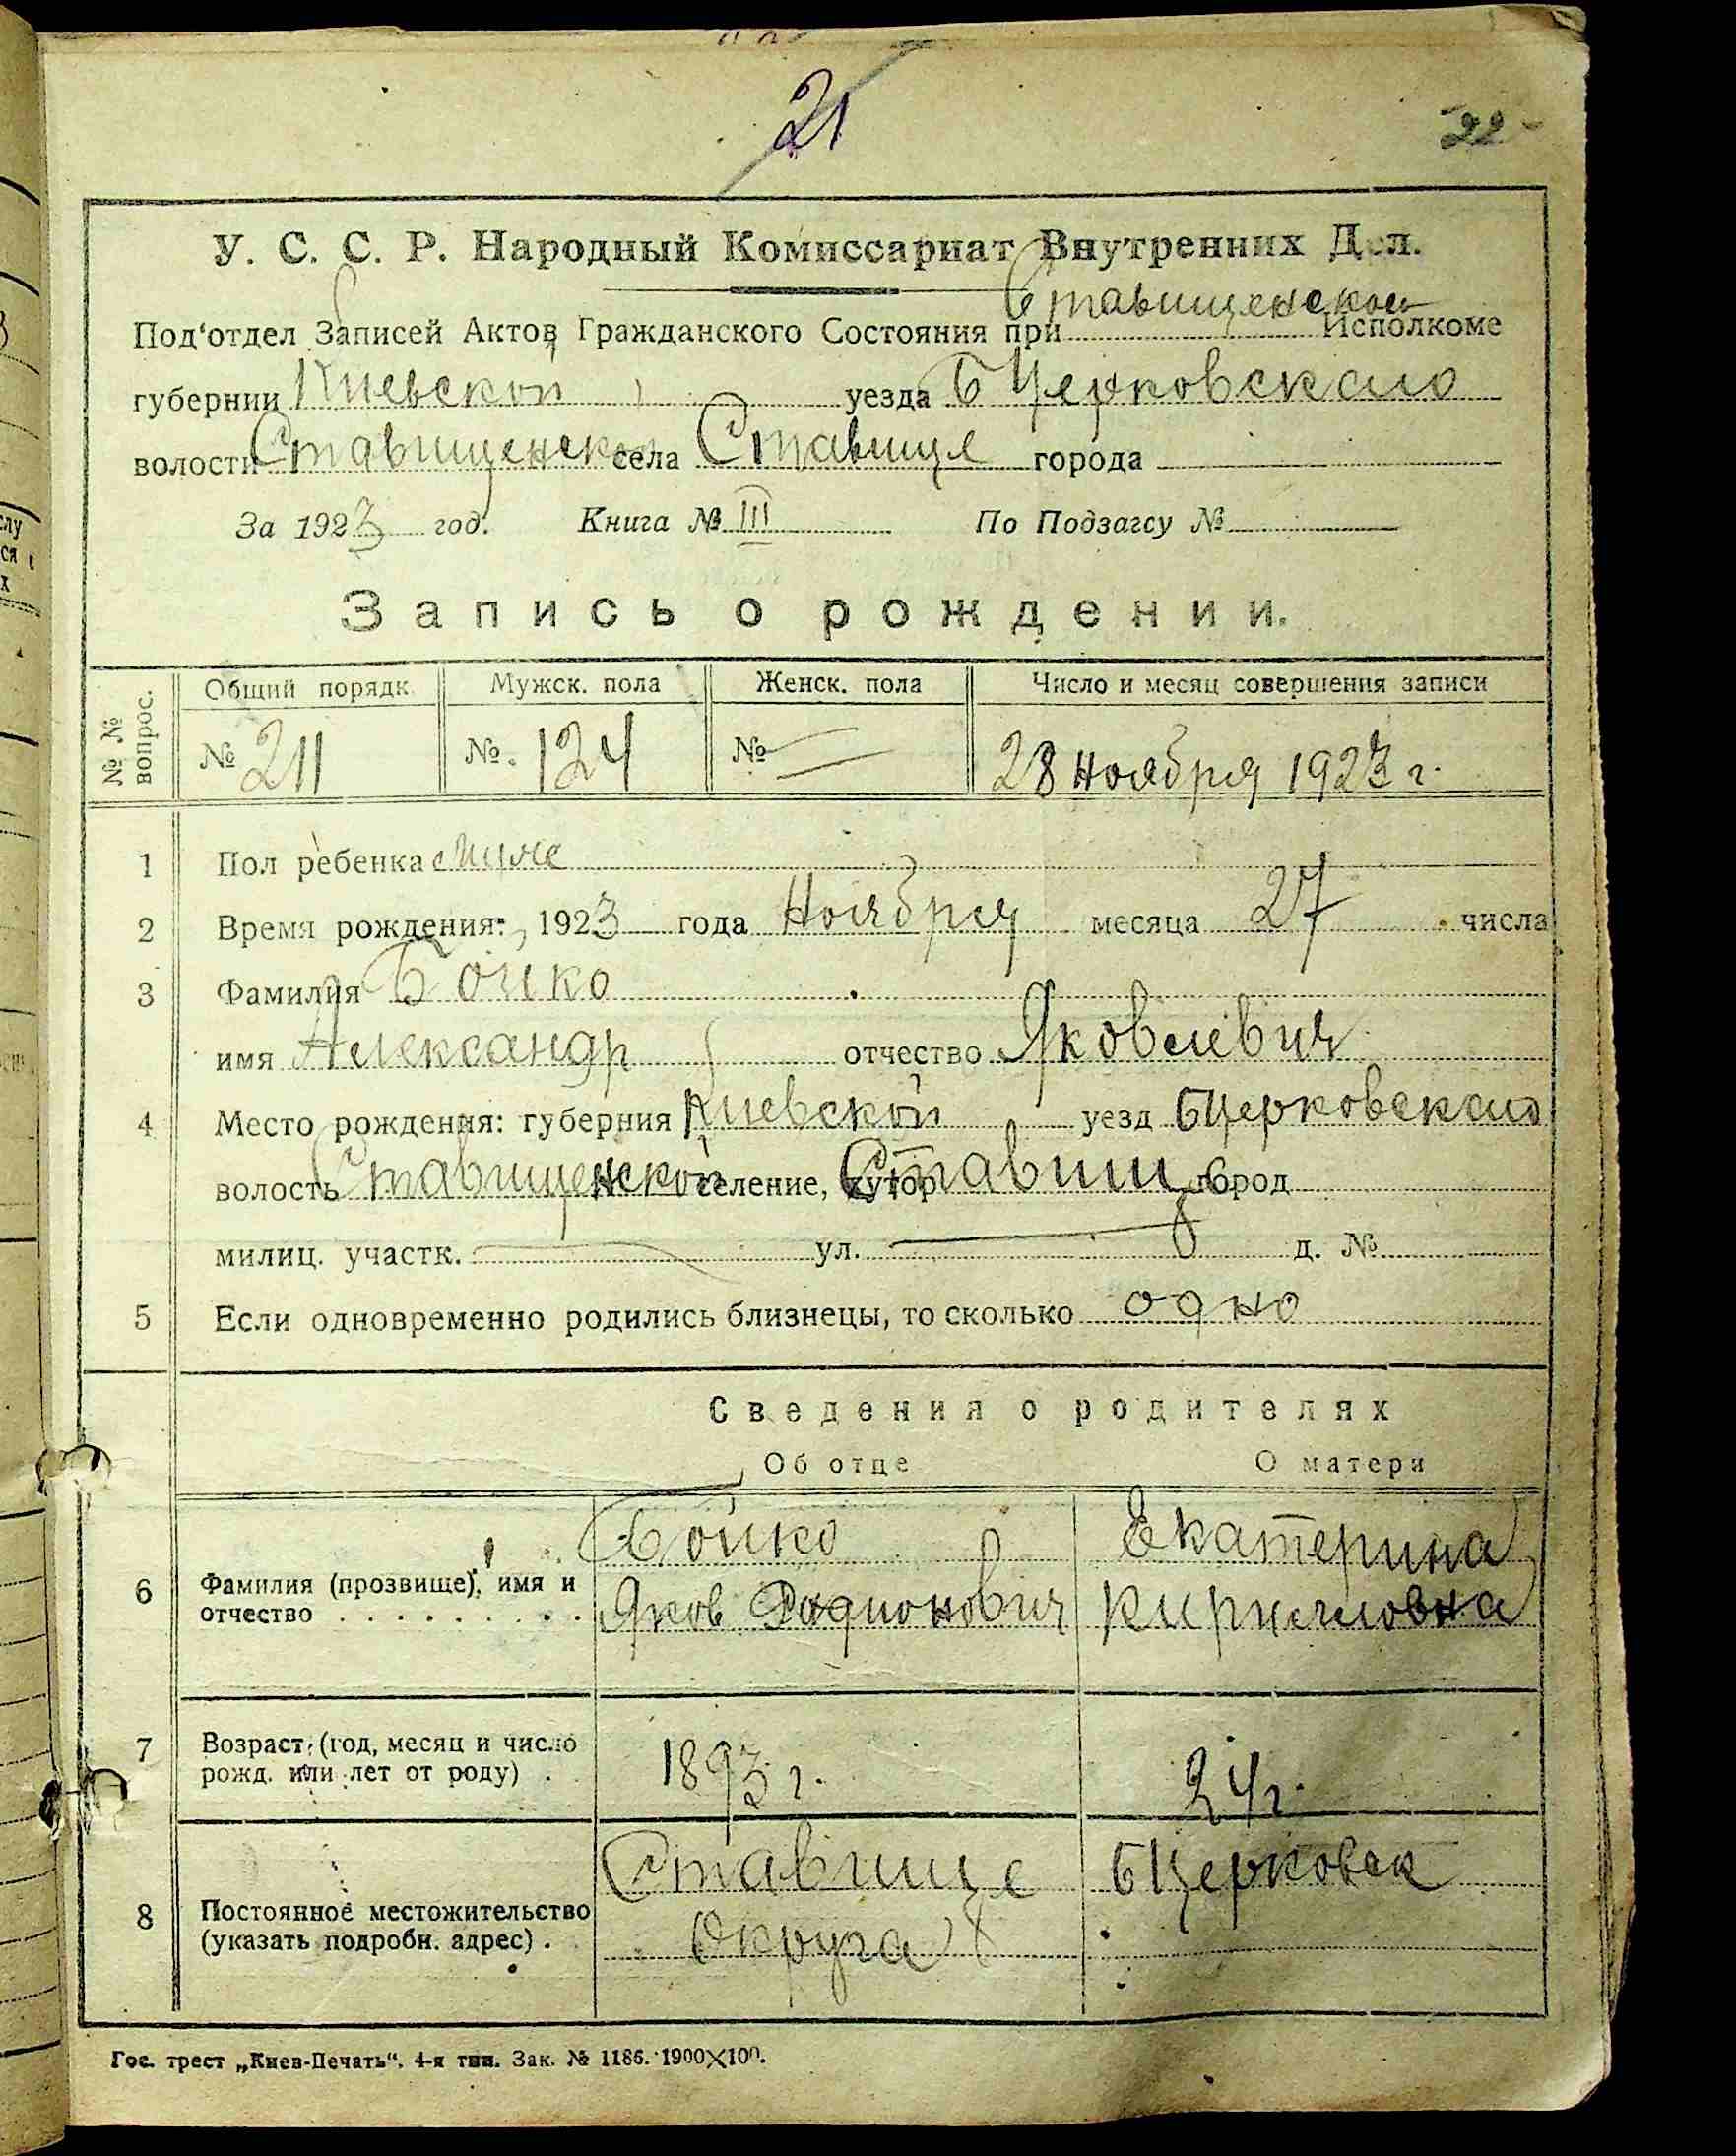 21
22
У. С. С. Р. Народный Комиссариат Внутренних Дел.
Под‘отдел Записей Актов Гражданского Состояния при Ставищенском Исполкоме
губернии Киевской уезда БЦерковскаго
волости Ставищенской села Ставище города
За 1923 год. Книга № III По Подзагсу №
Запись о рождении.
№ № вопрос. Общий порядк. Мужск. пола Женск. пола Число и месяц совершения записи
№ 211 №. 124 № — 28 ноября 1923 г.
1 Пол ребенка
2 Время рождения: 1923 года Ноября месяца 27 числа
3 Фамилия Бойко
имя Александр отчество Яковлевич
4 Место рождения: губерния Киевской уезд БЦерковскаго
волость Ставищенской селение, хутор Ставище город
милиц. участк. — ул. — д. №
5 Если одновременно родились близнецы, то сколько одно
Сведения о родителях
Об отце О матери
Бойко Екатерина
6 Фамилия (прозвище), имя и
отчество . . . . . . . . . Яков Родионович Кирилловна
7 Возраст: (год, месяц и число
рожд. или лет от роду) . 1893 г. 24 г.
Ставище БЦерковск
8 Постоянное местожительство
(указать подробн. адрес) . Округа
Гос. трест „Киев-Печать“. 4-я тип. Зак. № 1186. 1900×100.